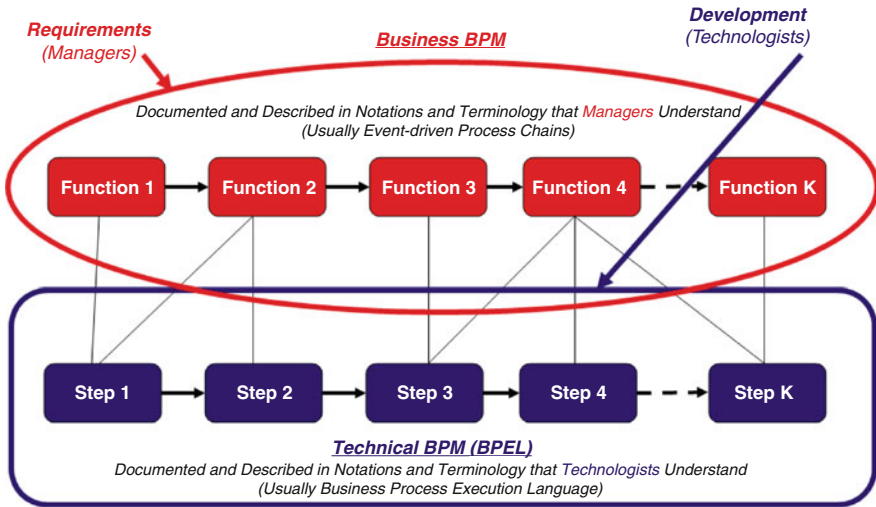 Requirements
(Managers)
Business BPM
Development
(Technologists)
Documented and Described in Notations and Terminology that Managers Understand
(Usually Event-driven Process Chains)
Function 1
Function 2
Function 3
Function 4
Function K
Step 1
Step 2
Step 3
Step 4
Step K
Technical BPM (BPEL)
Documented and Described in Notations and Terminology that Technologists Understand
(Usually Business Process Execution Language)